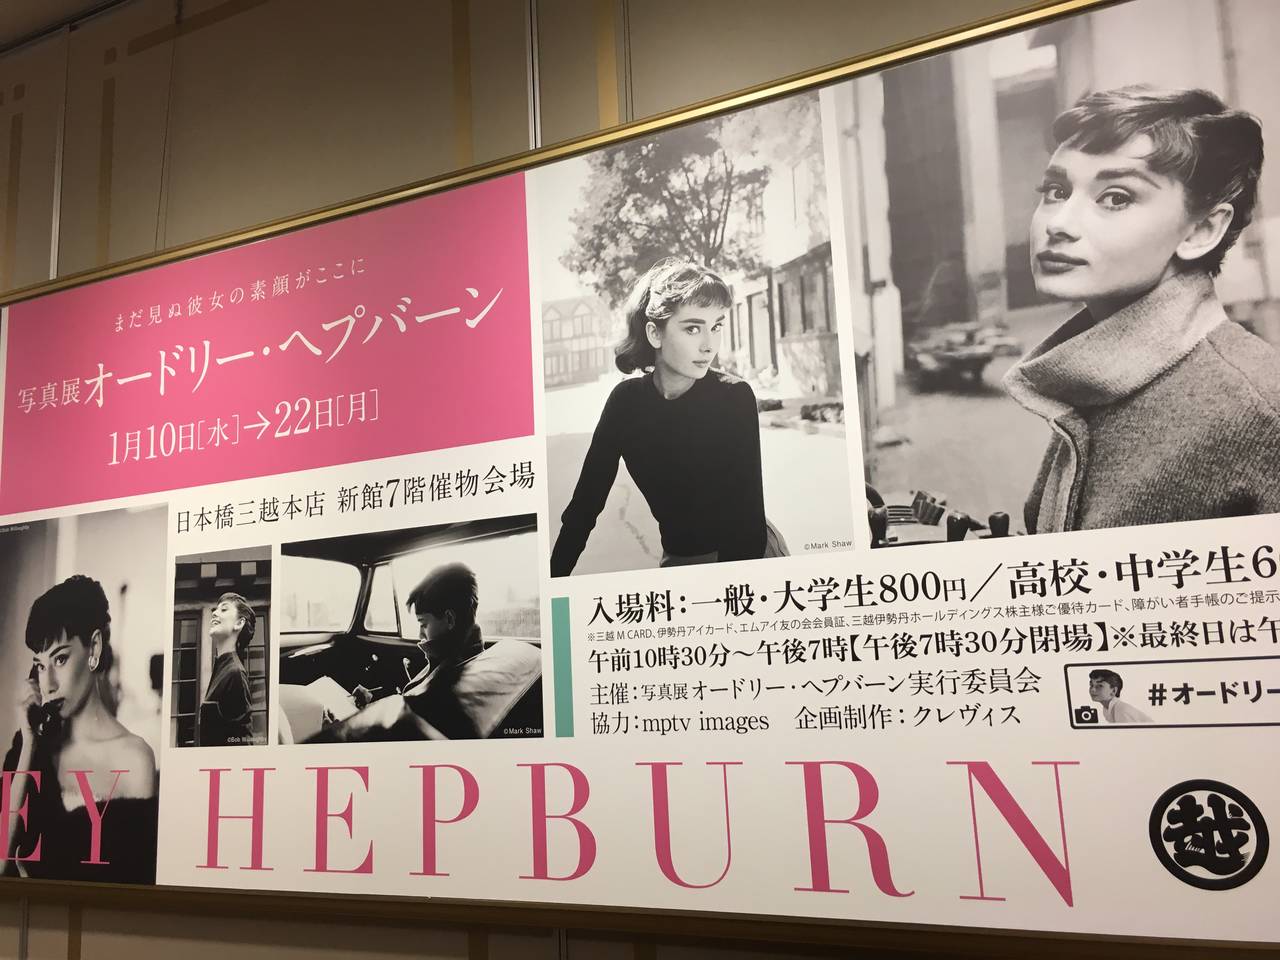 まだ見ぬ彼女の素顔がここに
写真展オードリー・ヘプバーン
1月10日[水]→22日[月]
日本橋三越本店 新館7階催物会場
©Bob Willoughby
©Bob Willoughby
©Mark Shaw
©Mark Shaw
入場料：一般・大学生800円／高校・中学生6
※三越 M CARD、伊勢丹アイカード、エムアイ友の会会員証、三越伊勢丹ホールディングス株主様ご優待カード、障がい者手帳のご提示
午前10時30分〜午後7時【午後7時30分閉場】※最終日は午
主催：写真展 オードリー・ヘプバーン実行委員会
協力：mptv images 企画制作：クレヴィス
#オードリー
EY HEPBURN
越